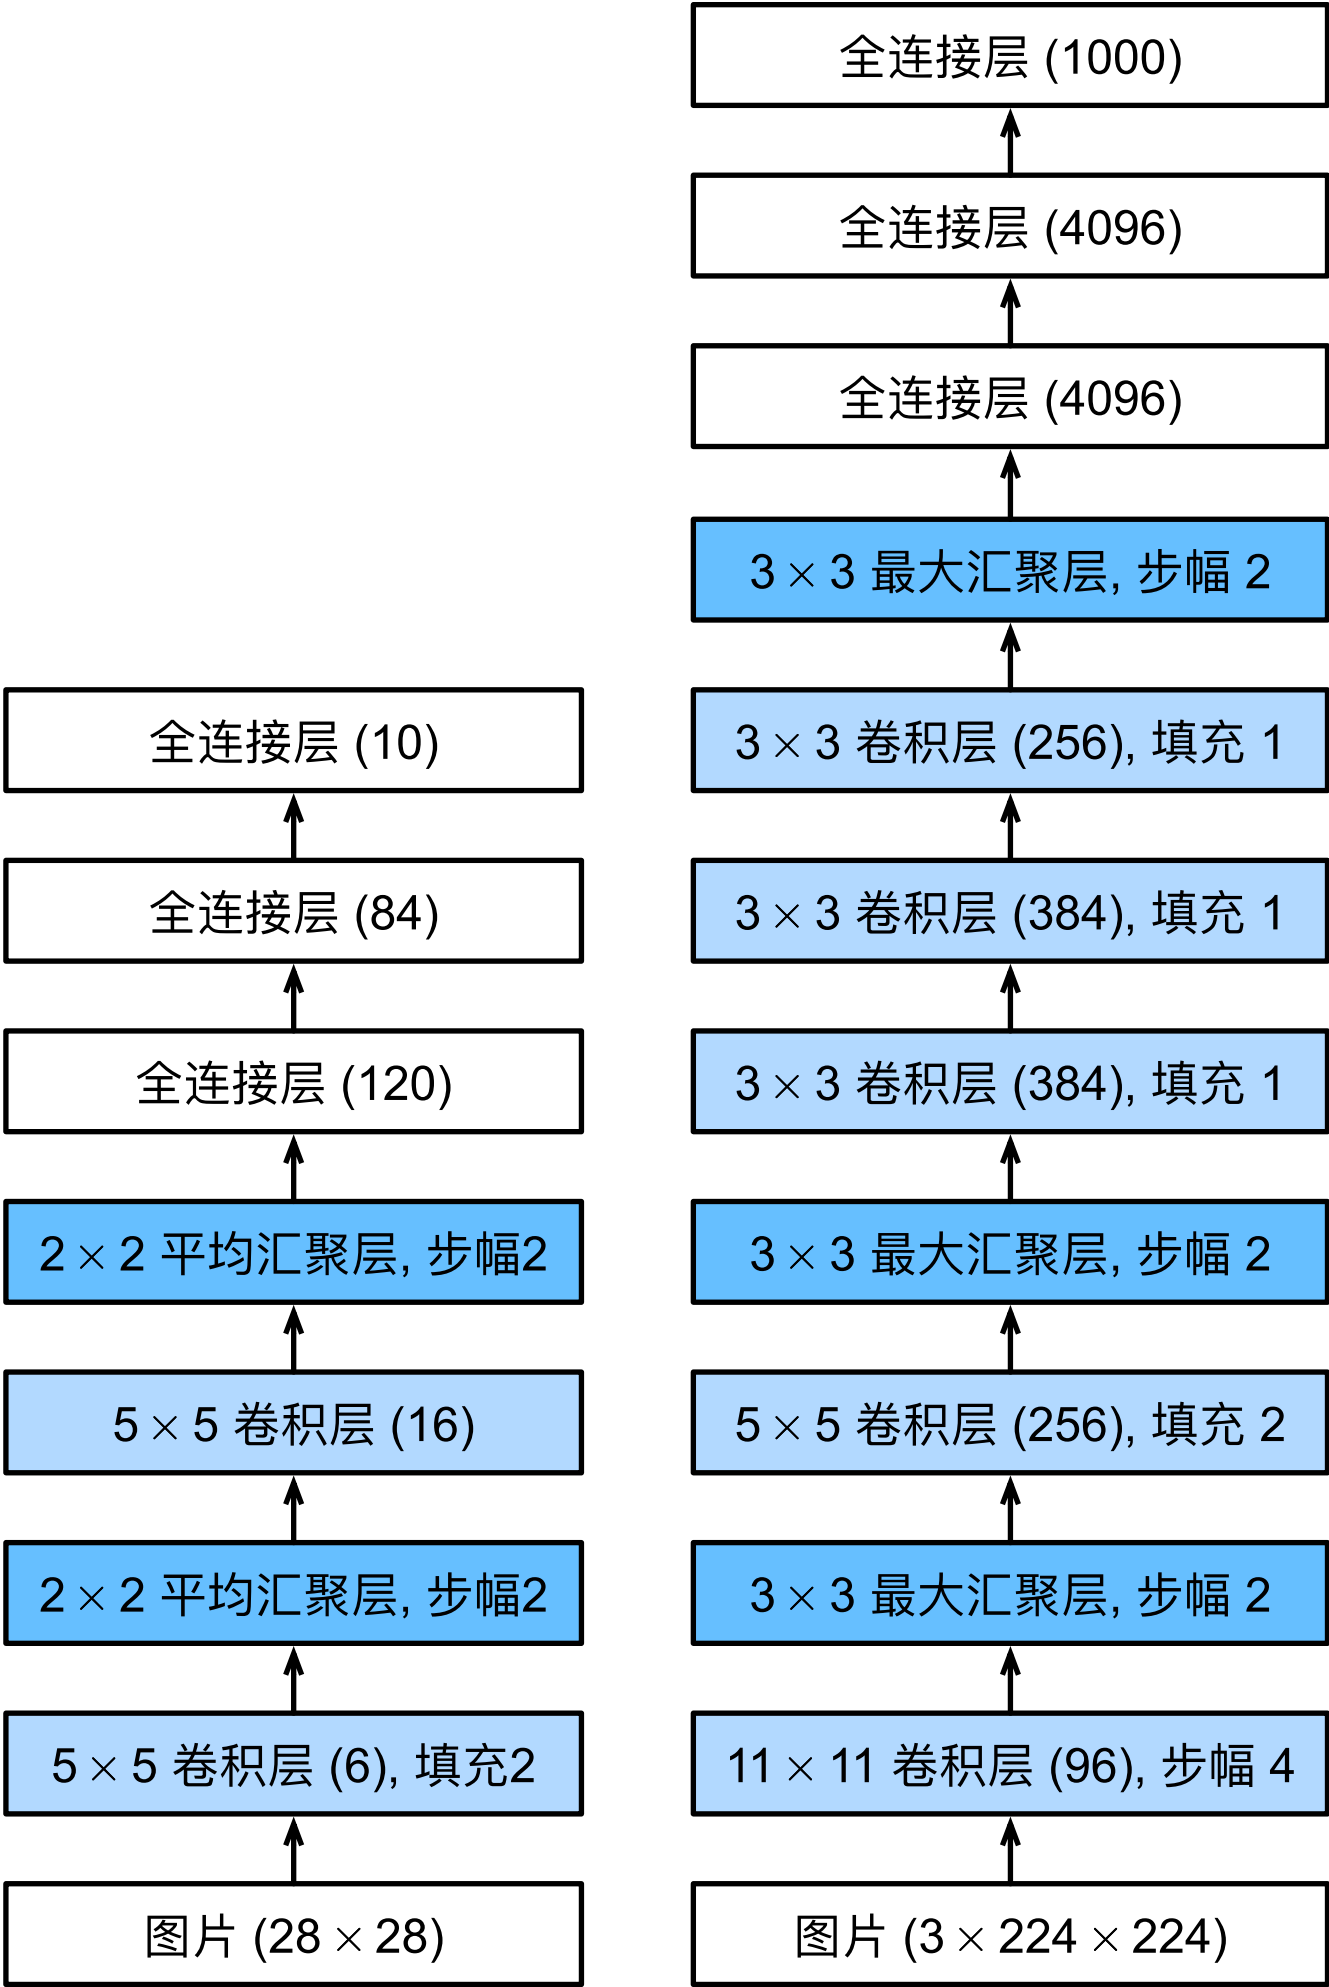 全连接层 (10)
全连接层 (84)
全连接层 (120)
2 × 2 平均汇聚层, 步幅2
5 × 5 卷积层 (16)
2 × 2 平均汇聚层, 步幅2
5 × 5 卷积层 (6), 填充2
图片 (28 × 28)
全连接层 (1000)
全连接层 (4096)
全连接层 (4096)
3 × 3 最大汇聚层, 步幅 2
3 × 3 卷积层 (256), 填充 1
3 × 3 卷积层 (384), 填充 1
3 × 3 卷积层 (384), 填充 1
3 × 3 最大汇聚层, 步幅 2
5 × 5 卷积层 (256), 填充 2
3 × 3 最大汇聚层, 步幅 2
11 × 11 卷积层 (96), 步幅 4
图片 (3 × 224 × 224)